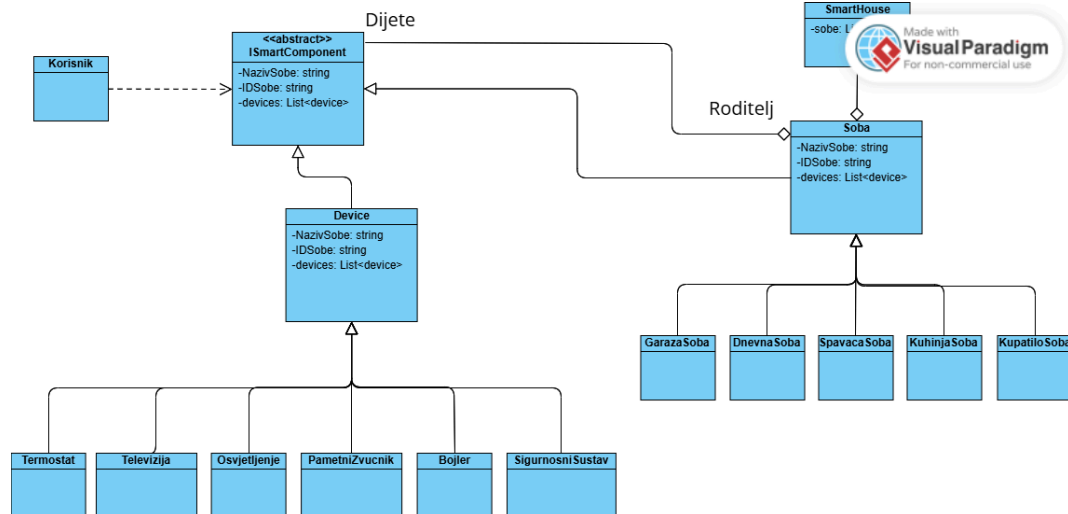 Dijete
SmartHouse
-sobe: Li
Made with
Visual Paradigm
For non-commercial use
<<abstract>>
ISmartComponent
-NazivSobe: string
-IDSobe: string
-devices: List<device>
Korisnik
Roditelj
Soba
-NazivSobe: string
-IDSobe: string
-devices: List<device>
Device
-NazivSobe: string
-IDSobe: string
-devices: List<device>
GarazaSoba
DnevnaSoba
SpavacaSoba
KuhinjaSoba
KupatiloSoba
Termostat
Televizija
Osvjetljenje
PametniZvucnik
Bojler
SigurnosniSustav